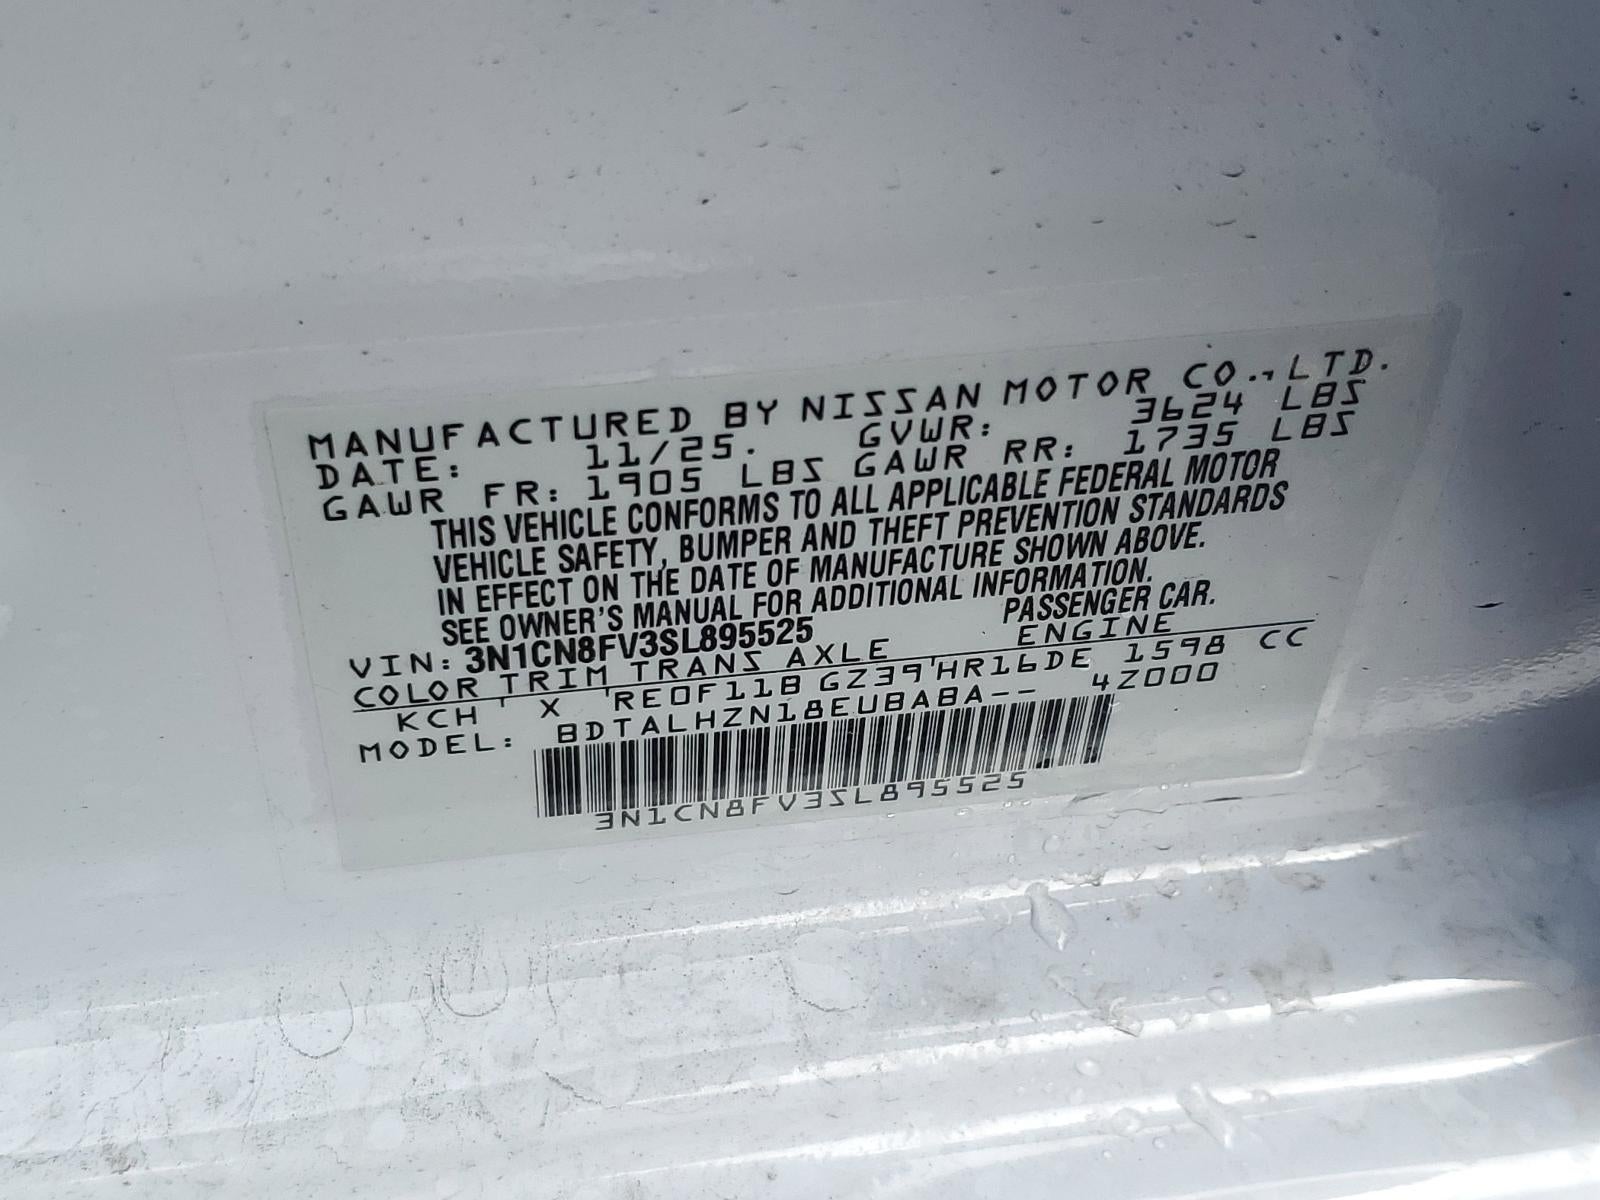 MANUFACTURED BY NISSAN MOTOR CO., LTD.
DATE: 11/25. GVWR: 3624 LBS
GAWR FR: 1905 LBS GAWR RR: 1735 LBS
THIS VEHICLE CONFORMS TO ALL APPLICABLE FEDERAL MOTOR
VEHICLE SAFETY, BUMPER AND THEFT PREVENTION STANDARDS
IN EFFECT ON THE DATE OF MANUFACTURE SHOWN ABOVE.
SEE OWNER'S MANUAL FOR ADDITIONAL INFORMATION.
VIN: 3N1CN8FV3SL895525 PASSENGER CAR.
COLOR TRIM TRANS AXLE ENGINE
KCH X RE0F11B GZ39 HR16DE 1598 CC
MODEL: BDTALHZN18EUBABA-- 4Z000
3N1CN8FV3SL895525